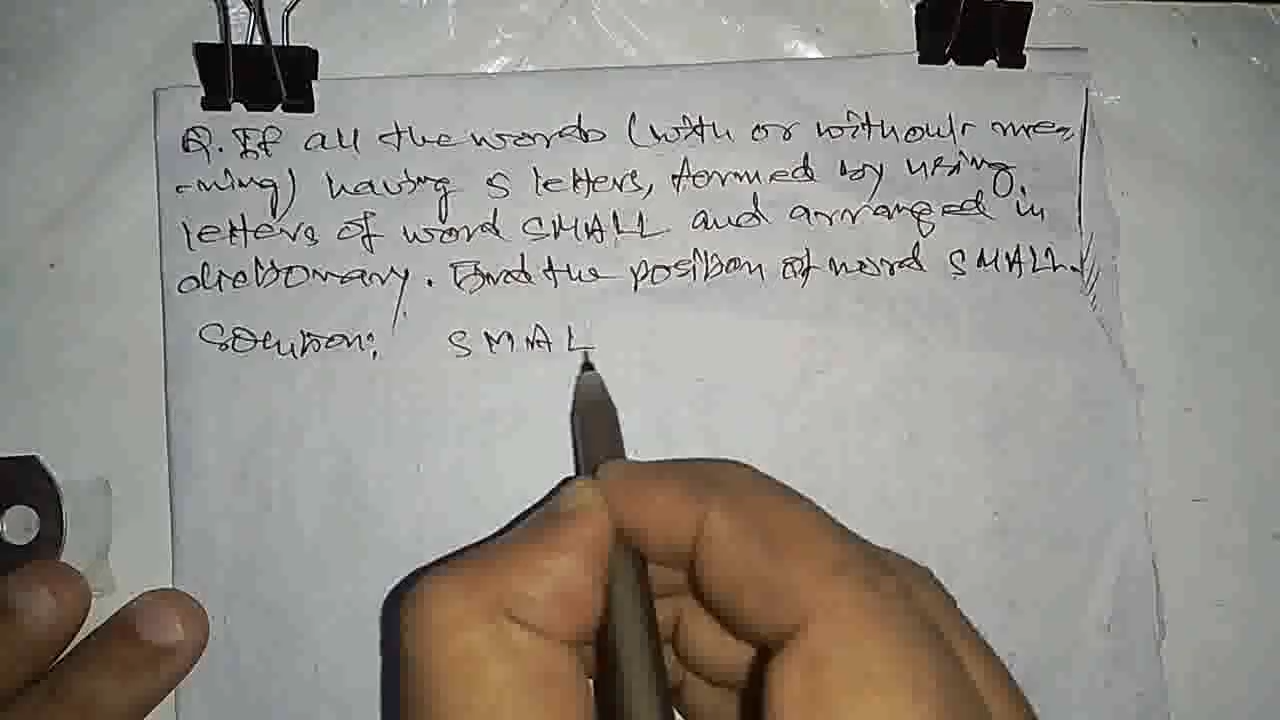 Q. If all the words (with or without mea-
-ning) having 5 letters, formed by using
letters of word SMALL and arranged in
dictionary. Find the position of word SMALL.
Solution: SMAL